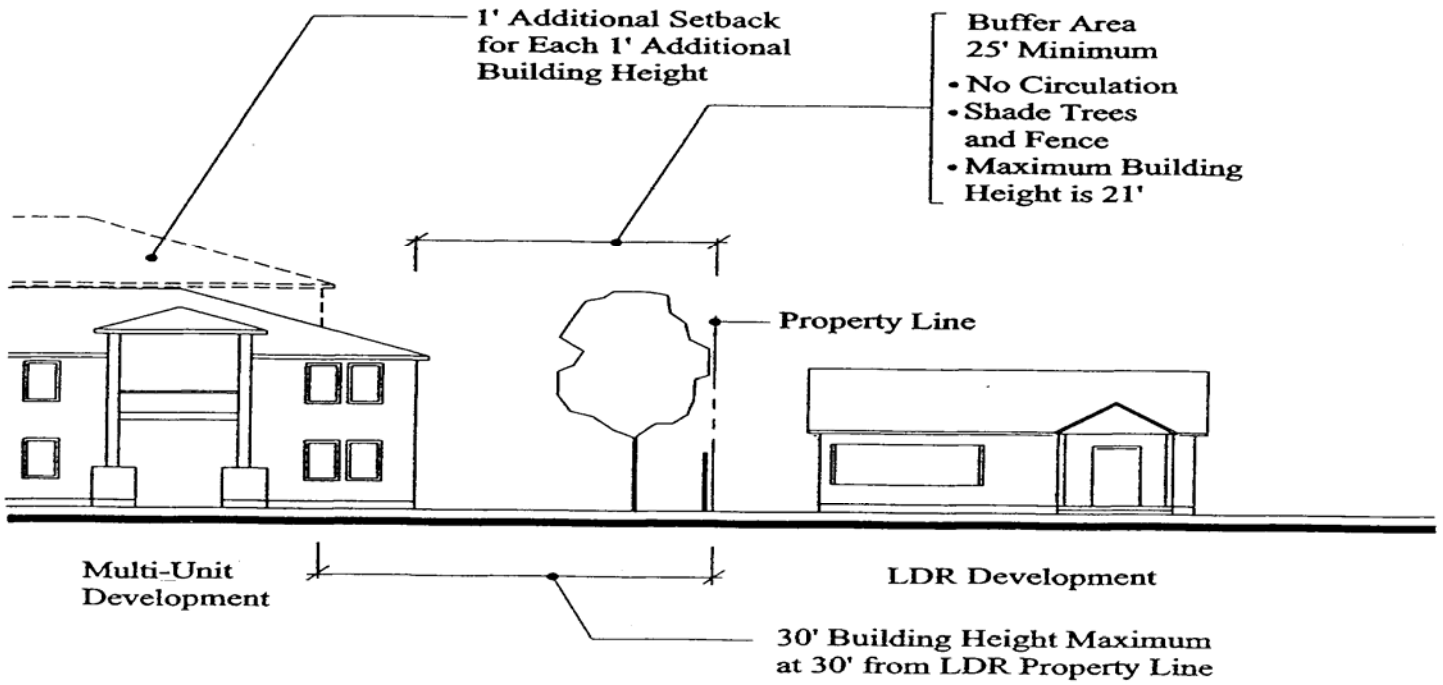 1' Additional Setback
for Each 1' Additional
Building Height
Buffer Area
25' Minimum
• No Circulation
• Shade Trees
and Fence
• Maximum Building
Height is 21'
Property Line
Multi-Unit
Development
LDR Development
30' Building Height Maximum
at 30' from LDR Property Line